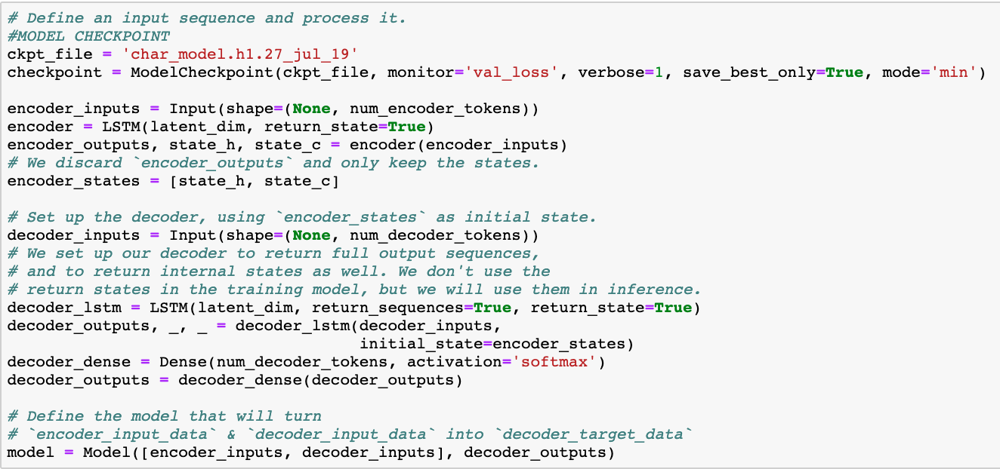 # Define an input sequence and process it.
#MODEL CHECKPOINT
ckpt_file = 'char_model.h1.27_jul_19'
checkpoint = ModelCheckpoint(ckpt_file, monitor='val_loss', verbose=1, save_best_only=True, mode='min')

encoder_inputs = Input(shape=(None, num_encoder_tokens))
encoder = LSTM(latent_dim, return_state=True)
encoder_outputs, state_h, state_c = encoder(encoder_inputs)
# We discard `encoder_outputs` and only keep the states.
encoder_states = [state_h, state_c]

# Set up the decoder, using `encoder_states` as initial state.
decoder_inputs = Input(shape=(None, num_decoder_tokens))
# We set up our decoder to return full output sequences,
# and to return internal states as well. We don't use the
# return states in the training model, but we will use them in inference.
decoder_lstm = LSTM(latent_dim, return_sequences=True, return_state=True)
decoder_outputs, _, _ = decoder_lstm(decoder_inputs,
                                     initial_state=encoder_states)
decoder_dense = Dense(num_decoder_tokens, activation='softmax')
decoder_outputs = decoder_dense(decoder_outputs)

# Define the model that will turn
# `encoder_input_data` & `decoder_input_data` into `decoder_target_data`
model = Model([encoder_inputs, decoder_inputs], decoder_outputs)